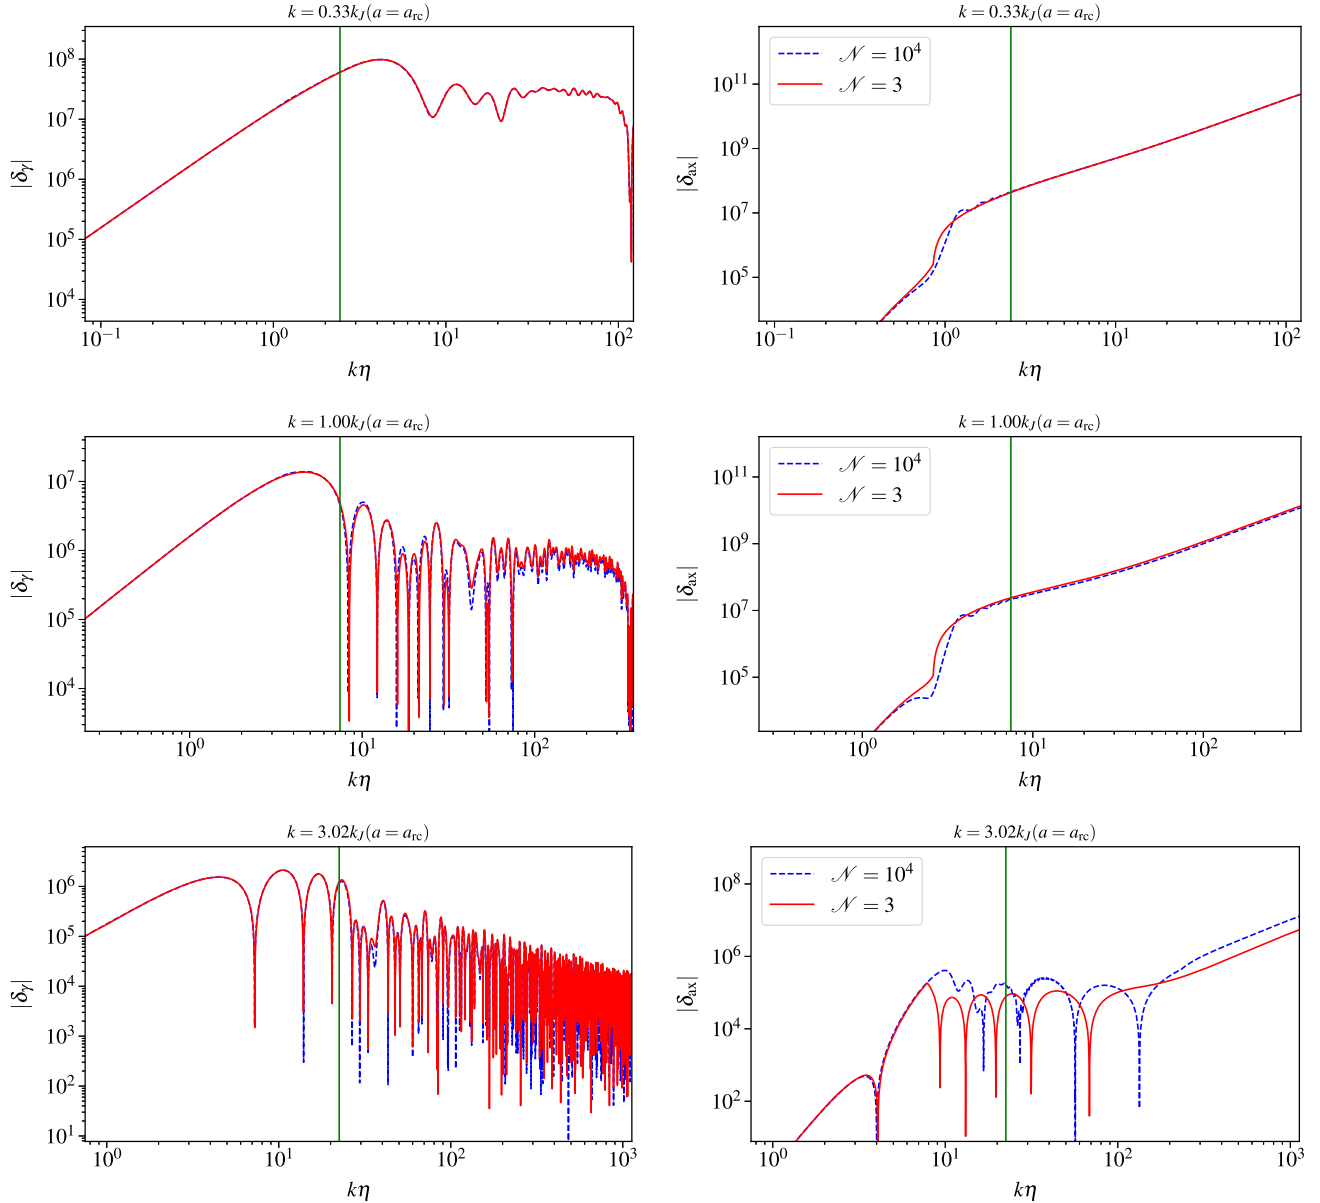 k = 0.33k_J(a = a_rc)
10^8
10^7
10^6
10^5
10^4
|δ_γ|
10^−1 10^0 10^1 10^2
kη
k = 0.33k_J(a = a_rc)
𝒩 = 10^4
𝒩 = 3
10^11
10^9
10^7
10^5
|δ_ax|
10^−1 10^0 10^1 10^2
kη
k = 1.00k_J(a = a_rc)
10^7
10^6
10^5
10^4
|δ_γ|
10^0 10^1 10^2
kη
k = 1.00k_J(a = a_rc)
𝒩 = 10^4
𝒩 = 3
10^11
10^9
10^7
10^5
|δ_ax|
10^0 10^1 10^2
kη
k = 3.02k_J(a = a_rc)
10^6
10^5
10^4
10^3
10^2
10^1
|δ_γ|
10^0 10^1 10^2 10^3
kη
k = 3.02k_J(a = a_rc)
𝒩 = 10^4
𝒩 = 3
10^8
10^6
10^4
10^2
|δ_ax|
10^0 10^1 10^2 10^3
kη